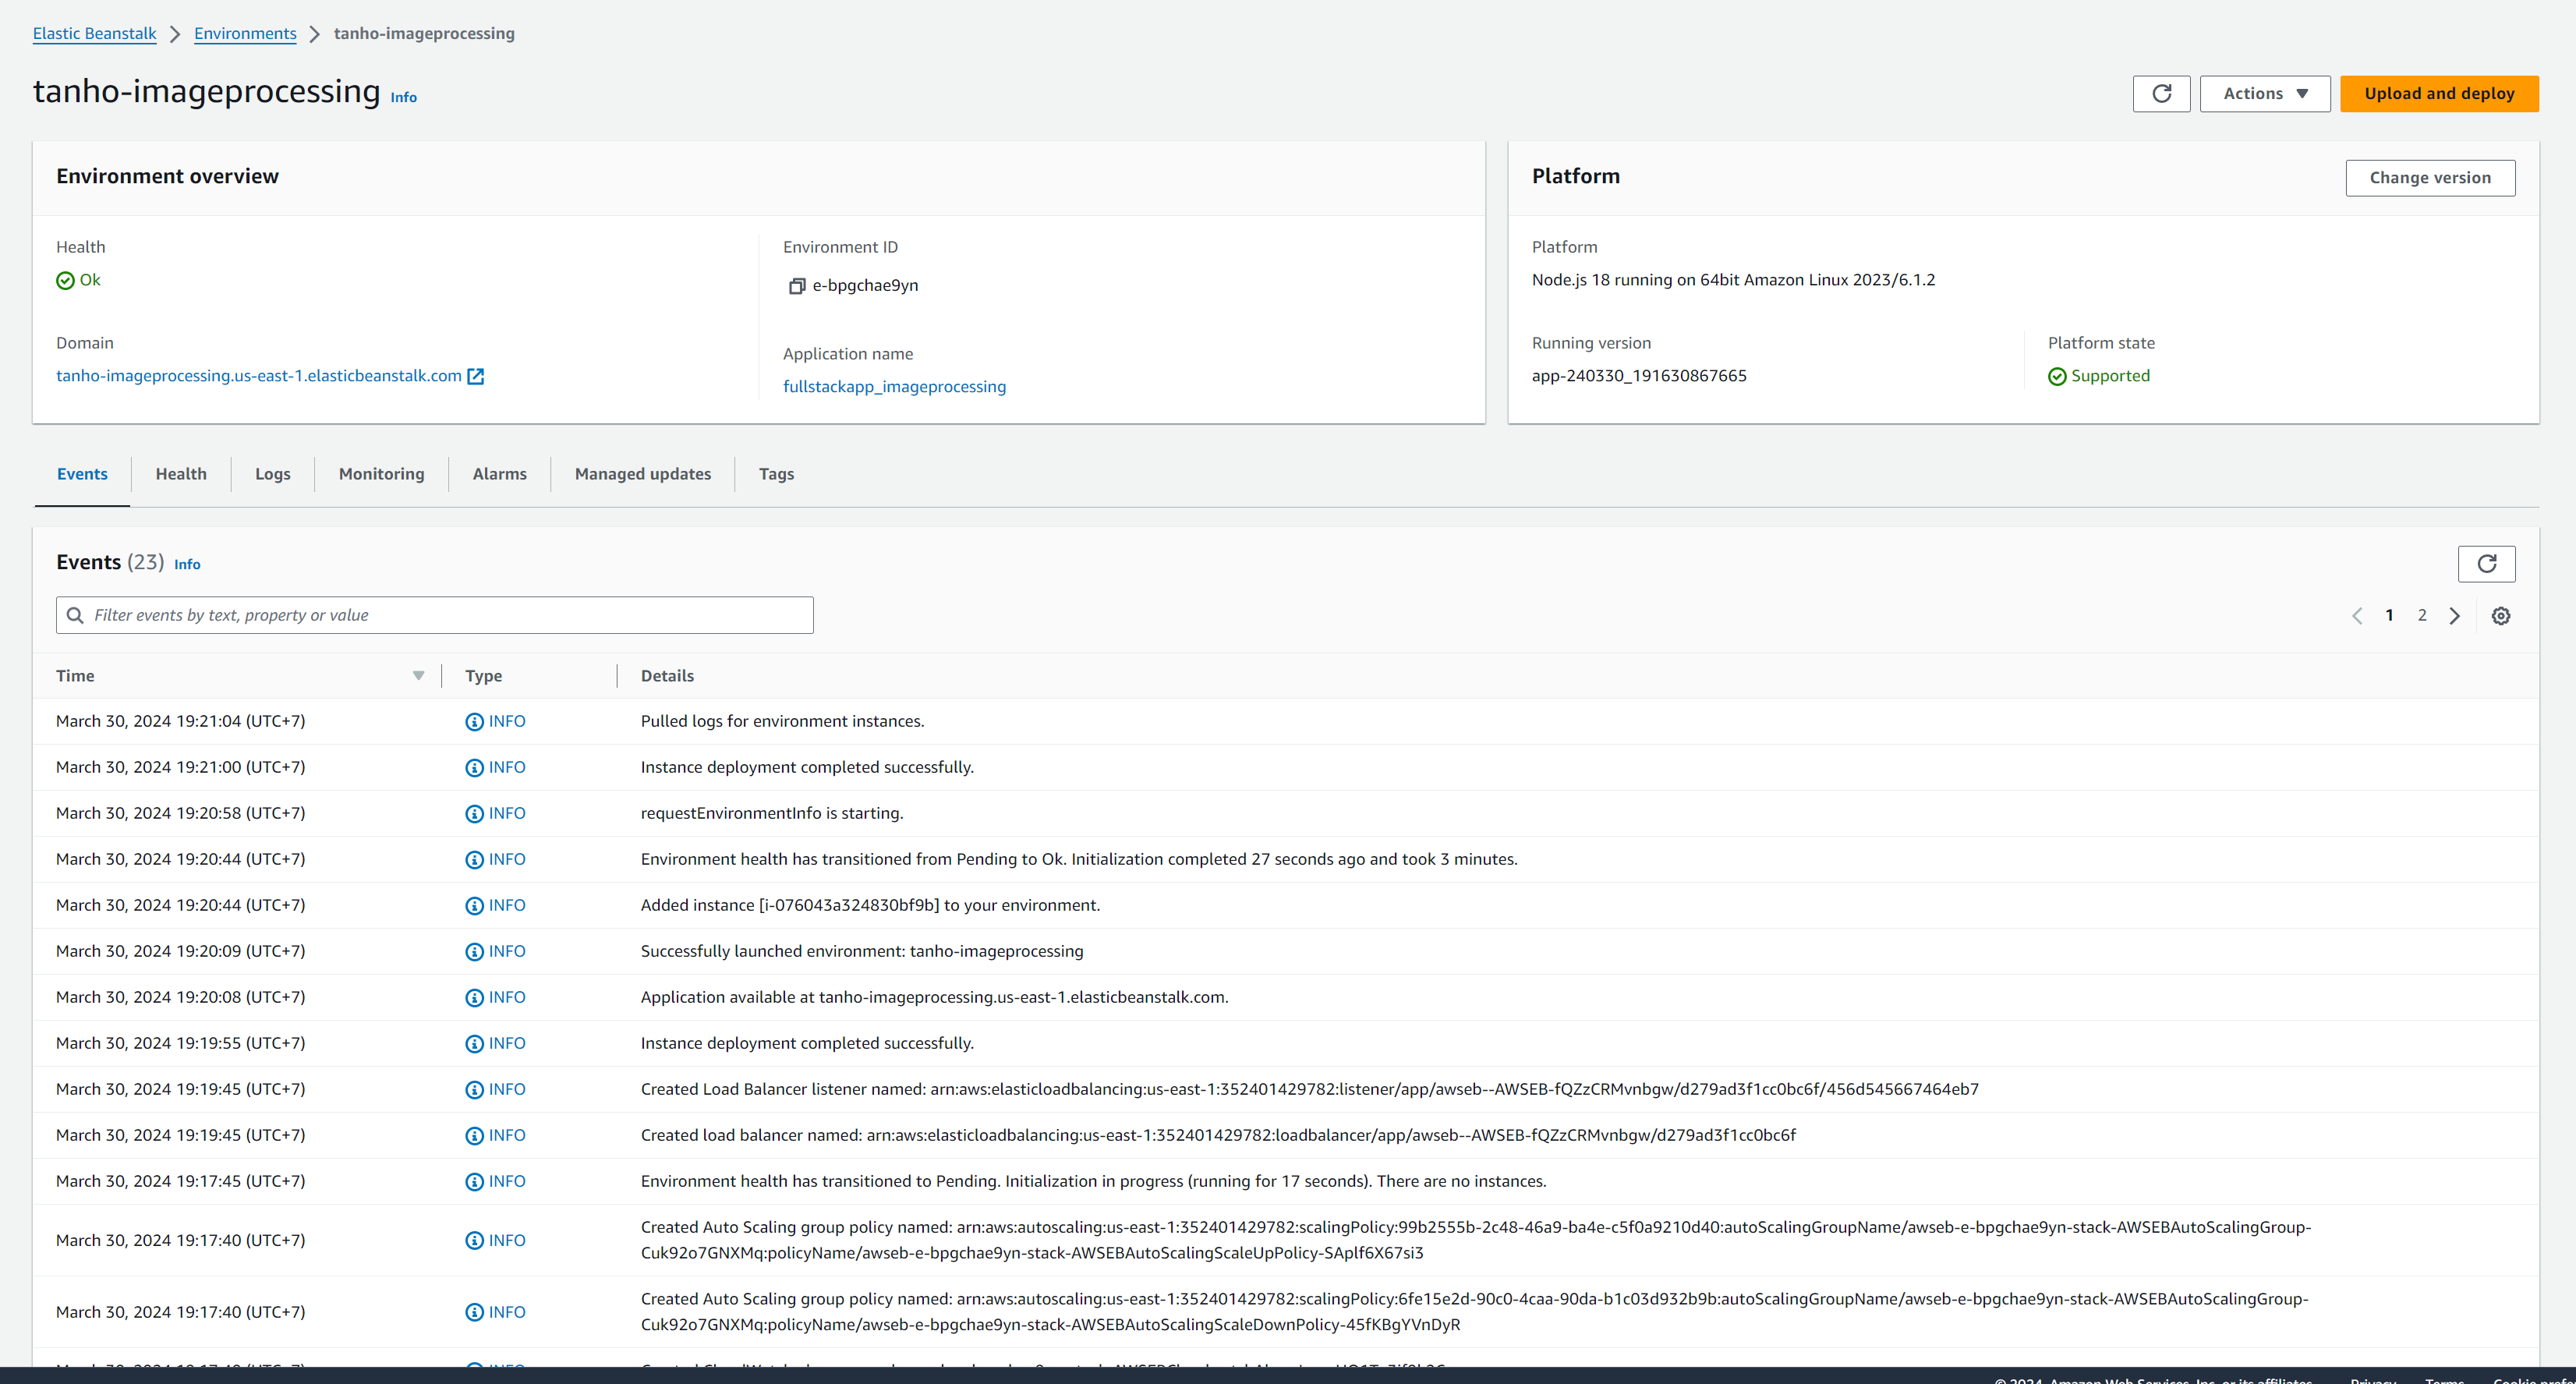 Elastic Beanstalk > Environments > tanho-imageprocessing
tanho-imageprocessing Info
Actions
Upload and deploy
Environment overview
Health
Ok
Domain
tanho-imageprocessing.us-east-1.elasticbeanstalk.com
Environment ID
e-bpgchae9yn
Application name
fullstackapp_imageprocessing
Platform
Change version
Platform
Node.js 18 running on 64bit Amazon Linux 2023/6.1.2
Running version
app-240330_191630867665
Platform state
Supported
Events Health Logs Monitoring Alarms Managed updates Tags
Events (23) Info
Filter events by text, property or value
1 2
Time Type Details
March 30, 2024 19:21:04 (UTC+7) INFO Pulled logs for environment instances.
March 30, 2024 19:21:00 (UTC+7) INFO Instance deployment completed successfully.
March 30, 2024 19:20:58 (UTC+7) INFO requestEnvironmentInfo is starting.
March 30, 2024 19:20:44 (UTC+7) INFO Environment health has transitioned from Pending to Ok. Initialization completed 27 seconds ago and took 3 minutes.
March 30, 2024 19:20:44 (UTC+7) INFO Added instance [i-076043a324830bf9b] to your environment.
March 30, 2024 19:20:09 (UTC+7) INFO Successfully launched environment: tanho-imageprocessing
March 30, 2024 19:20:08 (UTC+7) INFO Application available at tanho-imageprocessing.us-east-1.elasticbeanstalk.com.
March 30, 2024 19:19:55 (UTC+7) INFO Instance deployment completed successfully.
March 30, 2024 19:19:45 (UTC+7) INFO Created Load Balancer listener named: arn:aws:elasticloadbalancing:us-east-1:352401429782:listener/app/awseb--AWSEB-fQZzCRMvnbgw/d279ad3f1cc0bc6f/456d545667464eb7
March 30, 2024 19:19:45 (UTC+7) INFO Created load balancer named: arn:aws:elasticloadbalancing:us-east-1:352401429782:loadbalancer/app/awseb--AWSEB-fQZzCRMvnbgw/d279ad3f1cc0bc6f
March 30, 2024 19:17:45 (UTC+7) INFO Environment health has transitioned to Pending. Initialization in progress (running for 17 seconds). There are no instances.
March 30, 2024 19:17:40 (UTC+7) INFO Created Auto Scaling group policy named: arn:aws:autoscaling:us-east-1:352401429782:scalingPolicy:99b2555b-2c48-46a9-ba4e-c5f0a9210d40:autoScalingGroupName/awseb-e-bpgchae9yn-stack-AWSEBAutoScalingGroup-
Cuk92o7GNXMq:policyName/awseb-e-bpgchae9yn-stack-AWSEBAutoScalingScaleUpPolicy-SAplf6X67si3
March 30, 2024 19:17:40 (UTC+7) INFO Created Auto Scaling group policy named: arn:aws:autoscaling:us-east-1:352401429782:scalingPolicy:6fe15e2d-90c0-4caa-90da-b1c03d932b9b:autoScalingGroupName/awseb-e-bpgchae9yn-stack-AWSEBAutoScalingGroup-
Cuk92o7GNXMq:policyName/awseb-e-bpgchae9yn-stack-AWSEBAutoScalingScaleDownPolicy-45fKBgYVnDyR
© 2024, Amazon Web Services, Inc. or its affiliates. Privacy Terms